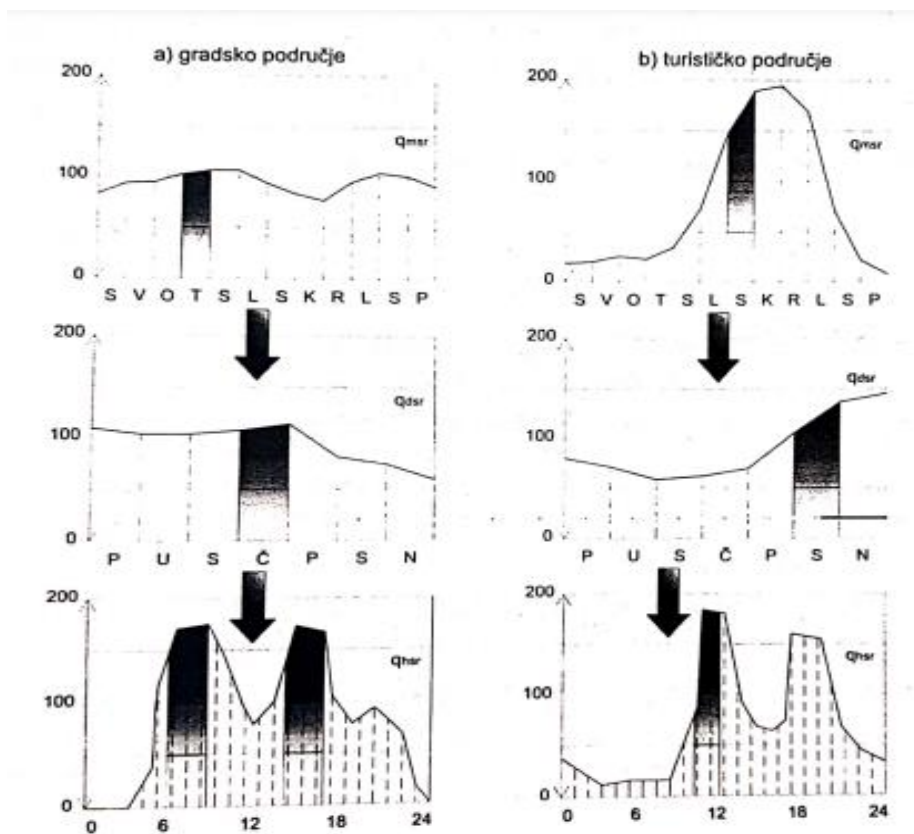 a) gradsko područje
200
100
0
qmsr
S V O T S L S K R L S P
200
100
0
qdsr
P U S Č P S N
200
100
0
qhsr
0 6 12 18 24
b) turističko područje
200
100
0
qmsr
S V O T S L S K R L S P
200
100
0
qdsr
P U S Č P S N
200
100
0
qhsr
0 6 12 18 24